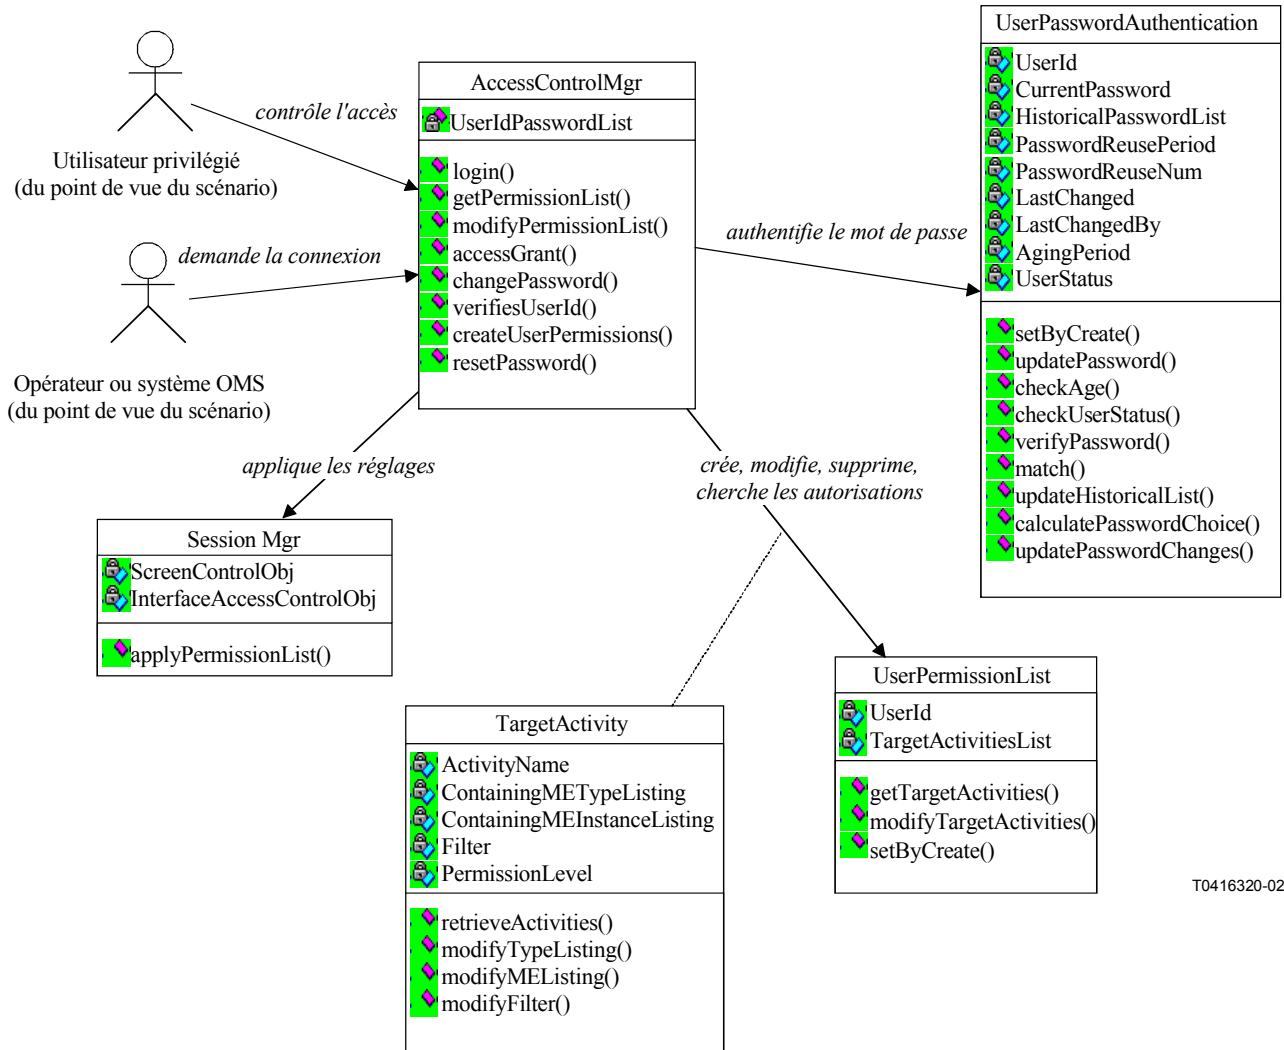 Utilisateur privilégié
(du point de vue du scénario)
contrôle l'accès
Opérateur ou système OMS
(du point de vue du scénario)
demande la connexion
AccessControlMgr
UserIdPasswordList
login()
getPermissionList()
modifyPermissionList()
accessGrant()
changePassword()
verifiesUserId()
createUserPermissions()
resetPassword()
authentifie le mot de passe
UserPasswordAuthentication
UserId
CurrentPassword
HistoricalPasswordList
PasswordReusePeriod
PasswordReuseNum
LastChanged
LastChangedBy
AgingPeriod
UserStatus
setByCreate()
updatePassword()
checkAge()
checkUserStatus()
verifyPassword()
match()
updateHistoricalList()
calculatePasswordChoice()
updatePasswordChanges()
applique les réglages
crée, modifie, supprime,
cherche les autorisations
Session Mgr
ScreenControlObj
InterfaceAccessControlObj
applyPermissionList()
TargetActivity
ActivityName
ContainingMETypeListing
ContainingMEInstanceListing
Filter
PermissionLevel
retrieveActivities()
modifyTypeListing()
modifyMEListing()
modifyFilter()
UserPermissionList
UserId
TargetActivitiesList
getTargetActivities()
modifyTargetActivities()
setByCreate()
T0416320-02